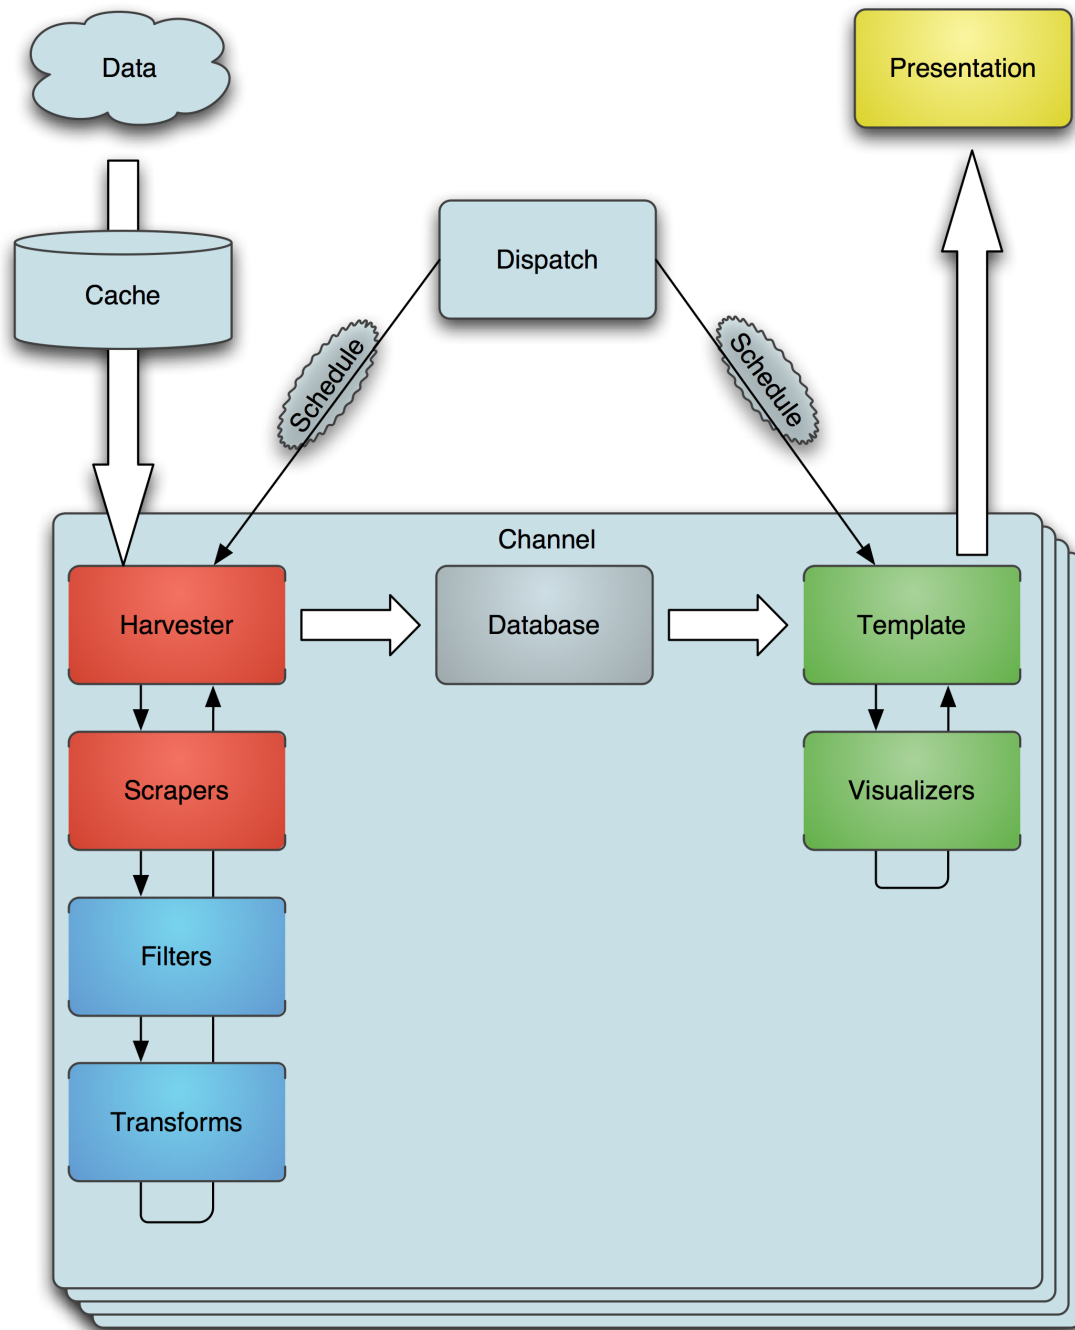 Data
Presentation
Dispatch
Cache
Schedule
Schedule
Channel
Harvester
Database
Template
Scrapers
Visualizers
Filters
Transforms